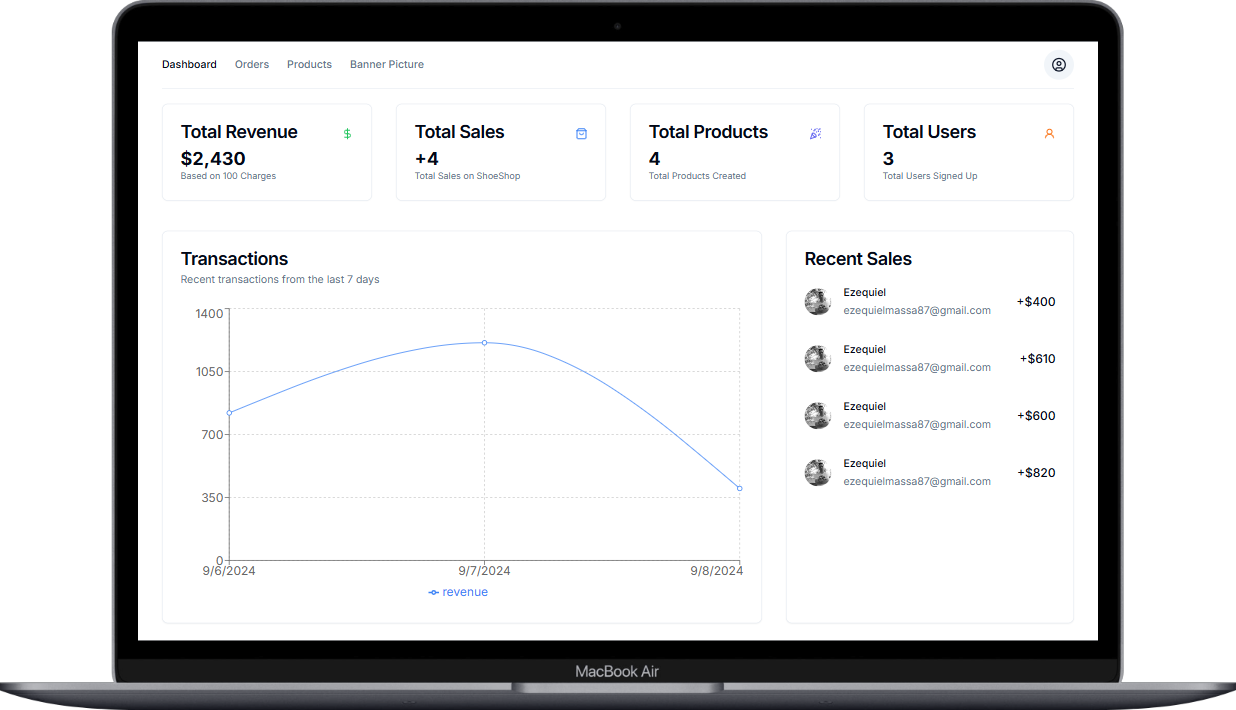 Dashboard Orders Products Banner Picture
Total Revenue
$2,430
Based on 100 Charges
Total Sales
+4
Total Sales on ShoeShop
Total Products
4
Total Products Created
Total Users
3
Total Users Signed Up
Transactions
Recent transactions from the last 7 days
1400
1050
700
350
0
9/6/2024 9/7/2024 9/8/2024
revenue
Recent Sales
Ezequiel
ezequielmassa87@gmail.com
+$400
Ezequiel
ezequielmassa87@gmail.com
+$610
Ezequiel
ezequielmassa87@gmail.com
+$600
Ezequiel
ezequielmassa87@gmail.com
+$820
MacBook Air